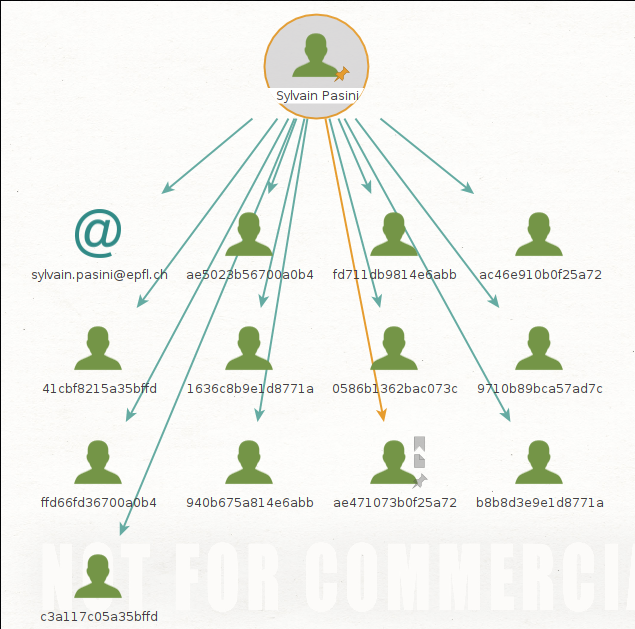 Sylvain Pasini
sylvain.pasini@epfl.ch
ae5023b56700a0b4
fd711db9814e6abb
ac46e910b0f25a72
41cbf8215a35bffd
1636c8b9e1d8771a
0586b1362bac073c
9710b89bca57ad7c
ffd66fd36700a0b4
940b675a814e6abb
ae471073b0f25a72
b8b8d3e9e1d8771a
NOT FOR COMMERCIA
c3a117c05a35bffd